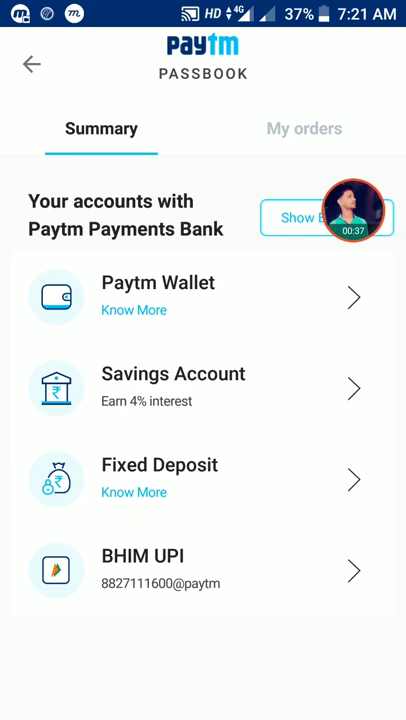 HD 4G 37% 7:21 AM
paytm
PASSBOOK
Summary My orders
Your accounts with
Paytm Payments Bank
Show
00:37
Paytm Wallet
Know More
Savings Account
Earn 4% interest
Fixed Deposit
Know More
BHIM UPI
8827111600@paytm